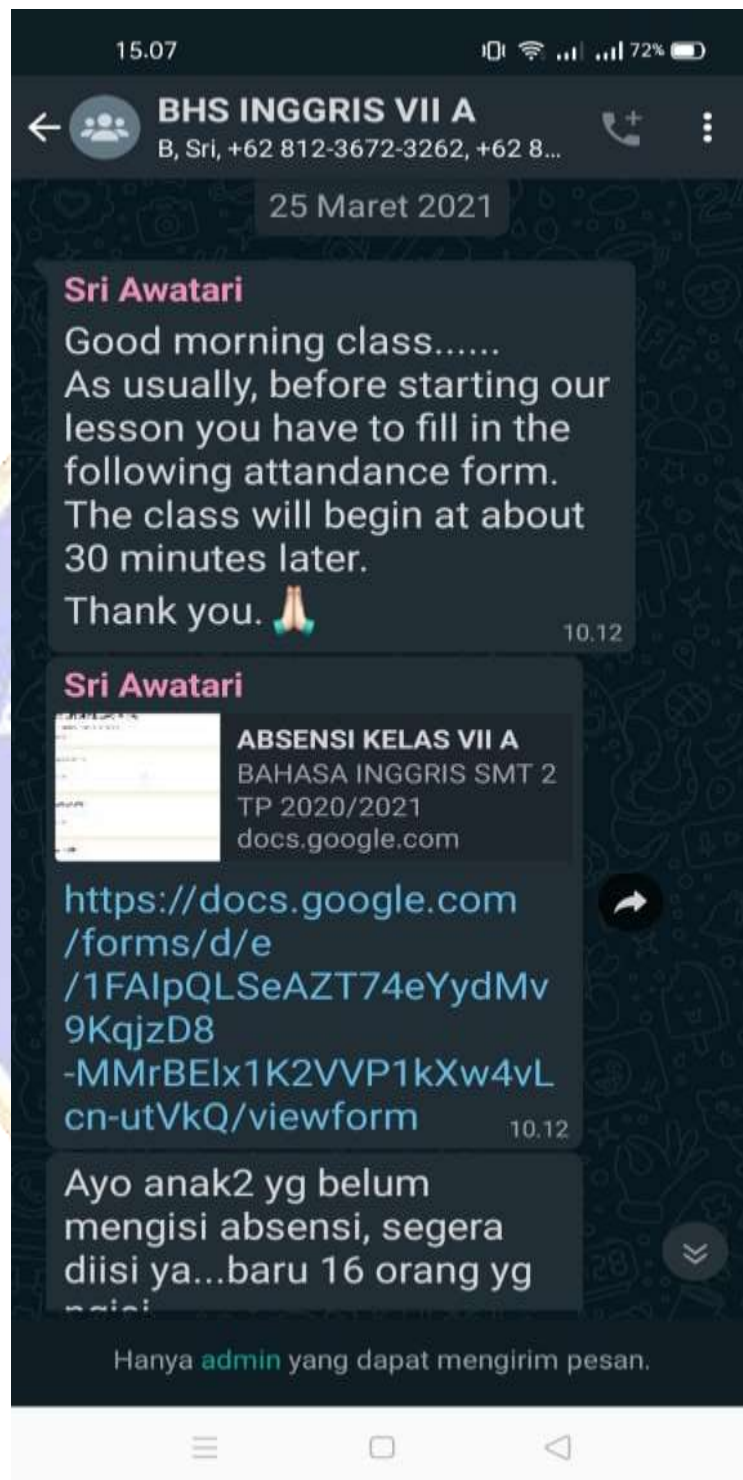 15.07
72%
BHS INGGRIS VII A
B, Sri, +62 812-3672-3262, +62 8...
25 Maret 2021
Sri Awatari
Good morning class......
As usually, before starting our
lesson you have to fill in the
following attandance form.
The class will begin at about
30 minutes later.
Thank you.
10.12
Sri Awatari
ABSENSI KELAS VII A
BAHASA INGGRIS SMT 2
TP 2020/2021
docs.google.com
https://docs.google.com
/forms/d/e
/1FAIpQLSeAZT74eYydMv
9KqjzD8
-MMrBElx1K2VVP1kXw4vL
cn-utVkQ/viewform
10.12
Ayo anak2 yg belum
mengisi absensi, segera
diisi ya...baru 16 orang yg
Hanya admin yang dapat mengirim pesan.